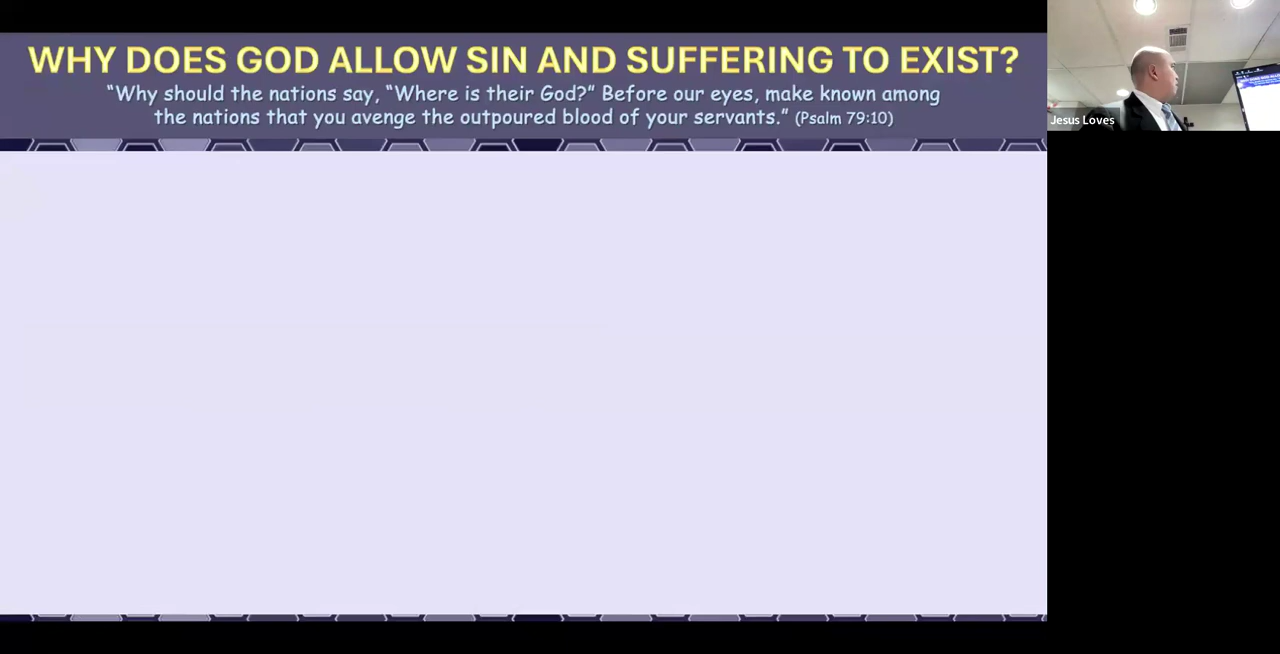 WHY DOES GOD ALLOW SIN AND SUFFERING TO EXIST?
“Why should the nations say, “Where is their God?” Before our eyes, make known among
the nations that you avenge the outpoured blood of your servants.” (Psalm 79:10)
Jesus Loves